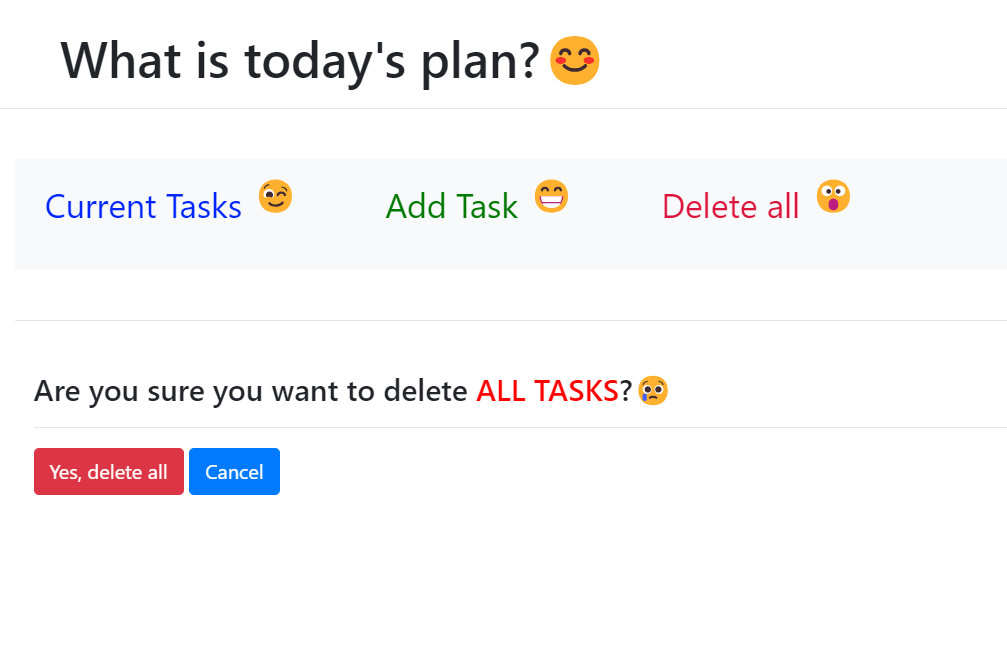 What is today's plan?😊
Current Tasks 😉 Add Task 😁 Delete all 😲
Are you sure you want to delete ALL TASKS?😢
Yes, delete all Cancel